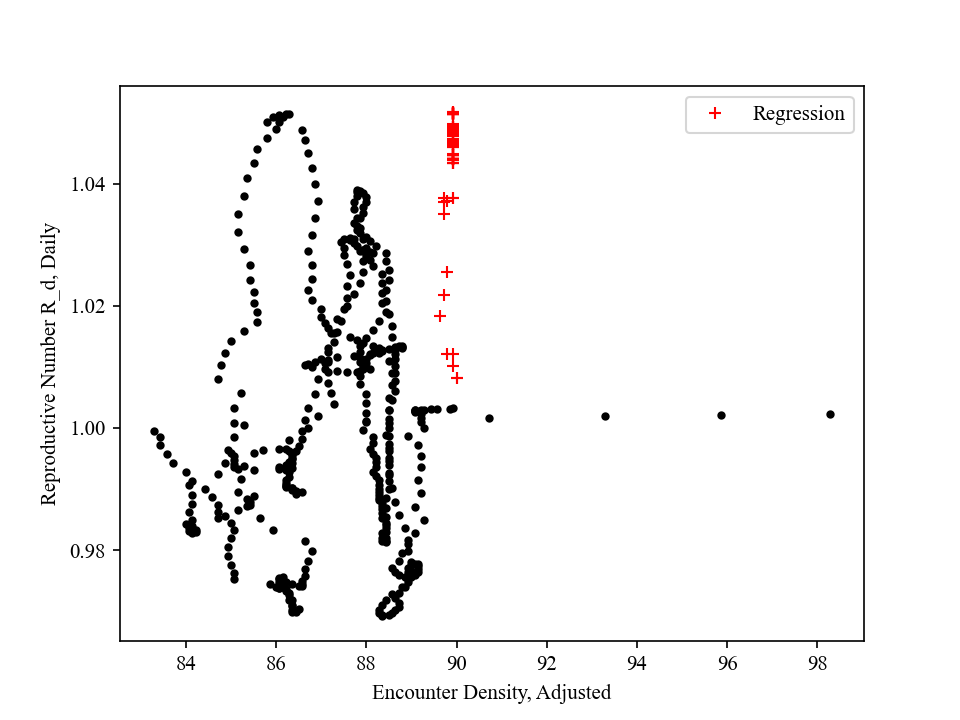 Regression
Reproductive Number R_d, Daily
1.04
1.02
1.00
0.98
84 86 88 90 92 94 96 98
Encounter Density, Adjusted